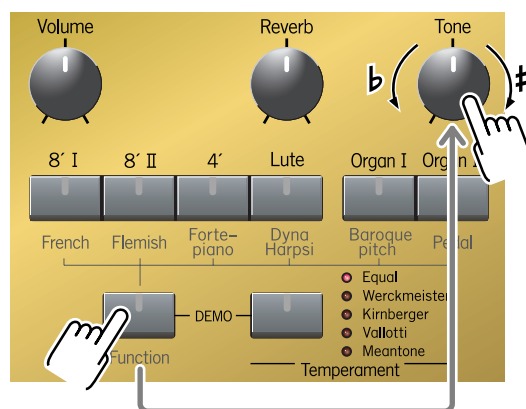 Volume Reverb Tone
♭ ♯
8′ I 8′ II 4′ Lute Organ I Organ
French Flemish Forte-piano Dyna Harpsi Baroque pitch Pedal
Equal
Werckmeister
Kirnberger
DEMO
Vallotti
Meantone
Function
Temperament